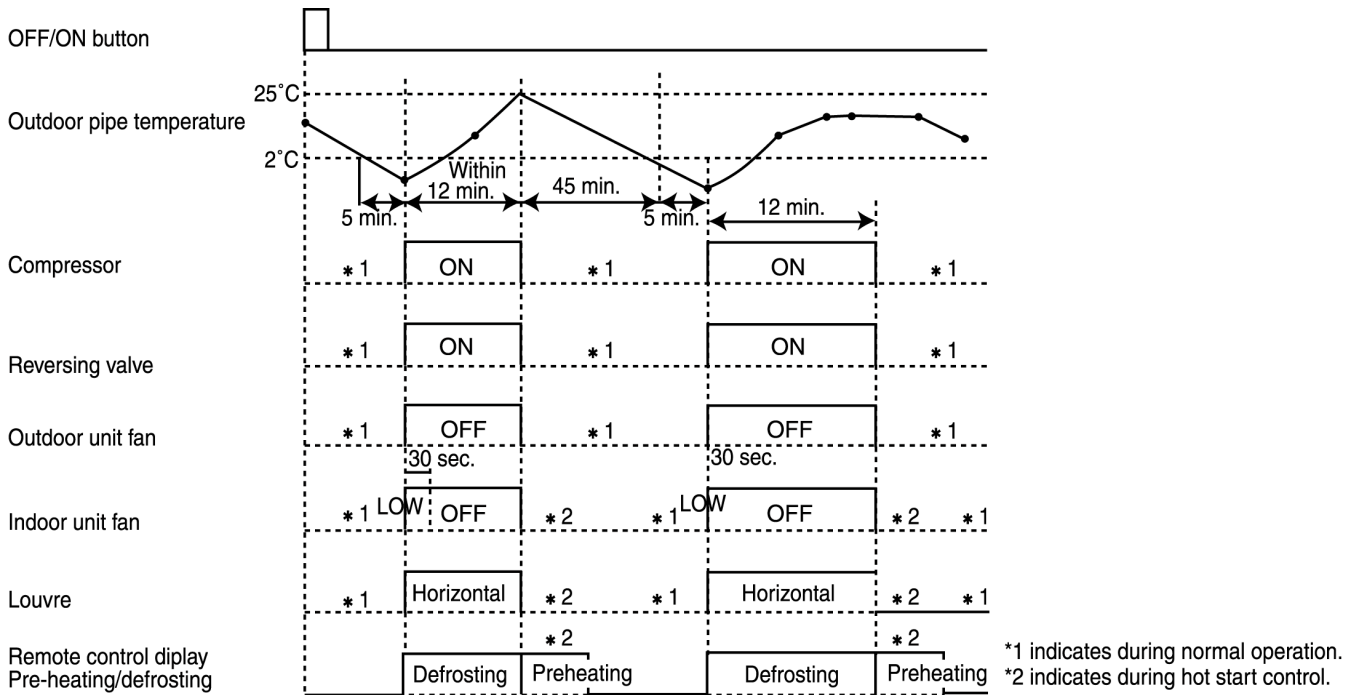 OFF/ON button
25°C
Outdoor pipe temperature
2°C
Within
12 min.
45 min.
12 min.
5 min.
5 min.
Compressor
*1 ON *1 ON *1
Reversing valve
*1 ON *1 ON *1
Outdoor unit fan
*1 OFF *1 OFF *1
30 sec. 30 sec.
Indoor unit fan
*1 LOW OFF *2 *1 LOW OFF *2 *1
Louvre
*1 Horizontal *2 *1 Horizontal *2 *1
*2 *2
Remote control diplay
Pre-heating/defrosting
Defrosting Preheating Defrosting Preheating
*1 indicates during normal operation.
*2 indicates during hot start control.